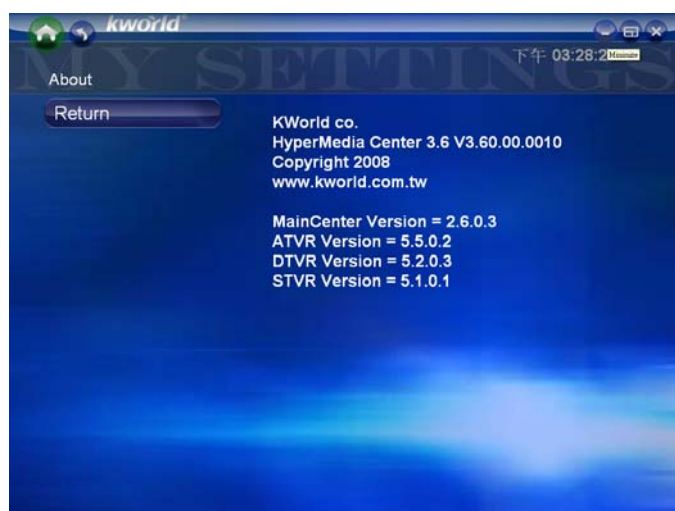 kworld
MY SETTINGS
下午 03:28:2
Minimize
About
Return
KWorld co.
HyperMedia Center 3.6 V3.60.00.0010
Copyright 2008
www.kworld.com.tw
MainCenter Version = 2.6.0.3
ATVR Version = 5.5.0.2
DTVR Version = 5.2.0.3
STVR Version = 5.1.0.1